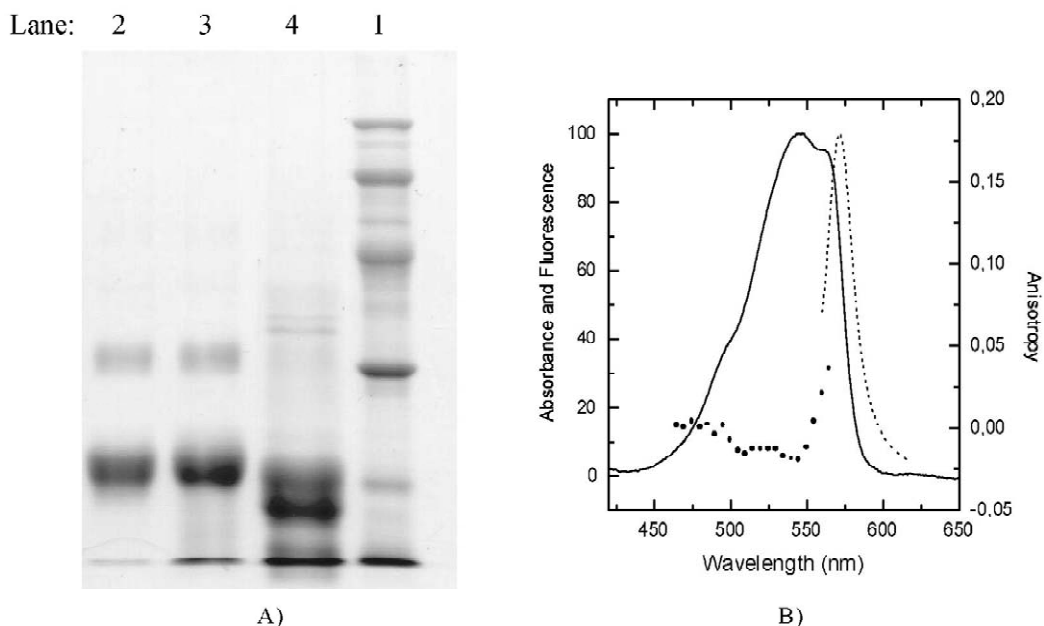 Lane: 2 3 4 1
A)
Absorbance and Fluorescence
100
80
60
40
20
0
0,20
0,15
0,10
0,05
0,00
-0,05
Anisotropy
450 500 550 600 650
Wavelength (nm)
B)